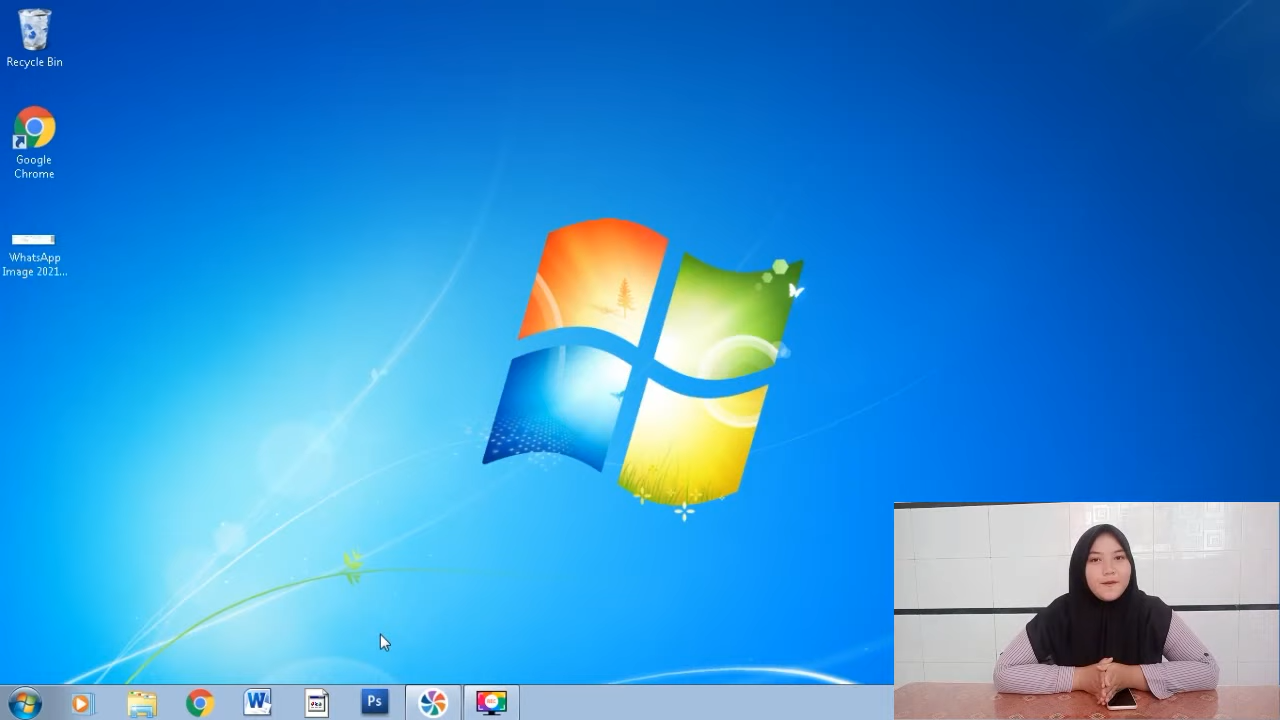 Recycle Bin
Google
Chrome
WhatsApp
Image 2021...
W
Ps